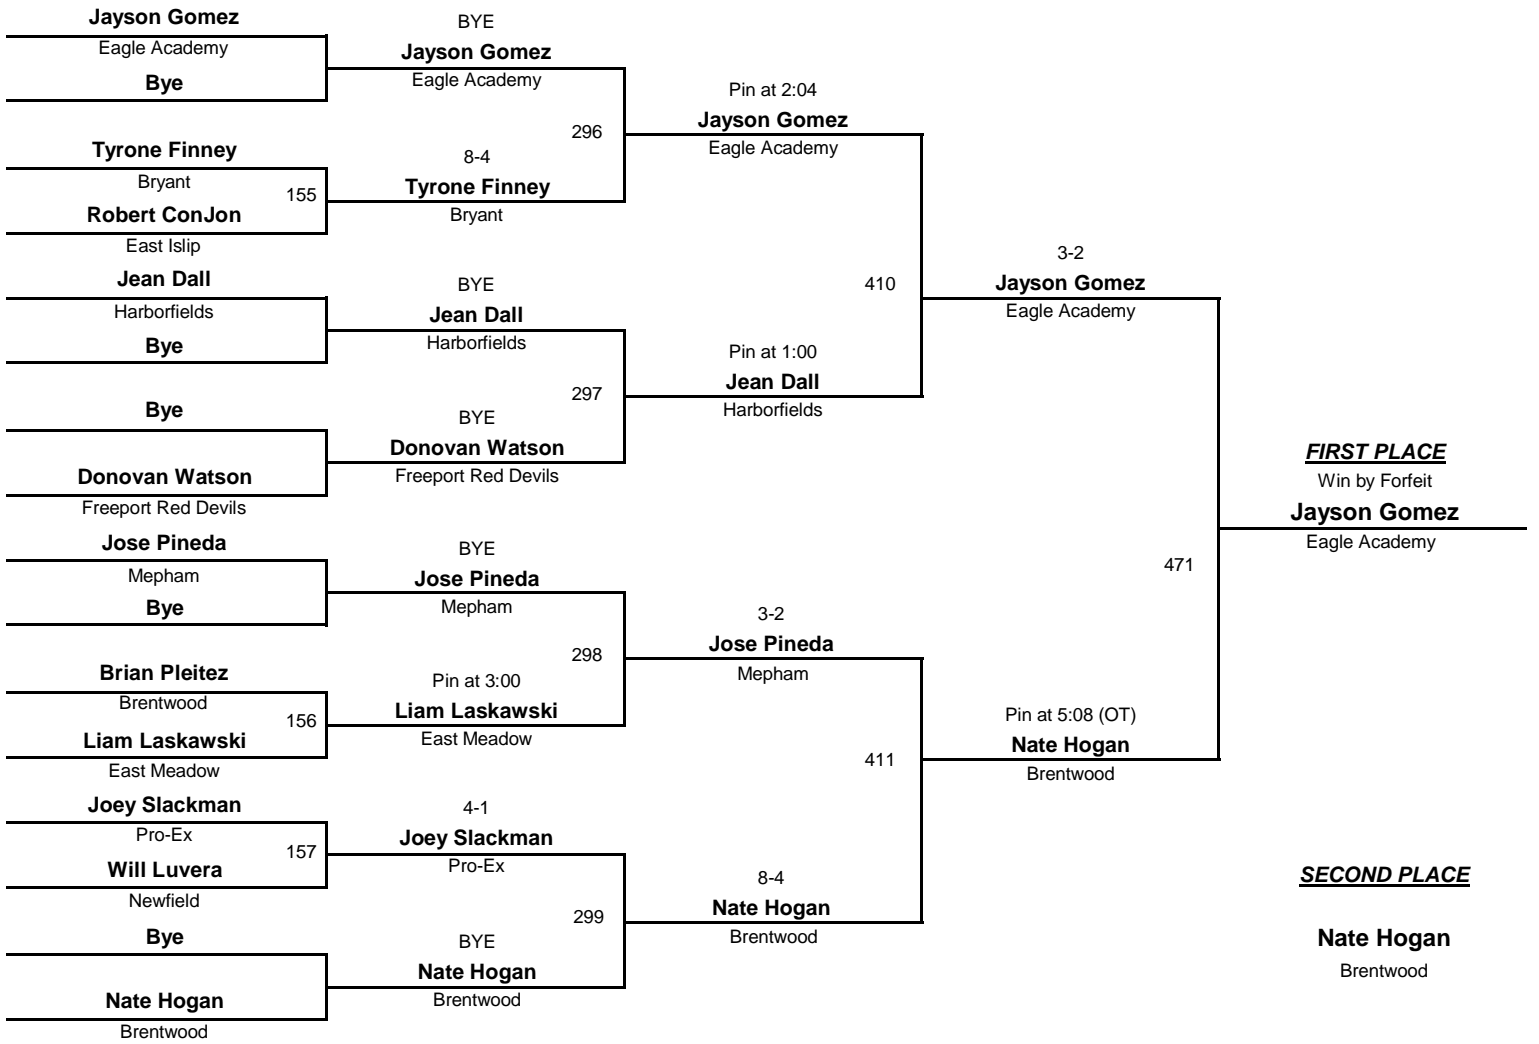 Jayson Gomez
Eagle Academy
Bye
Tyrone Finney
Bryant
155
Robert ConJon
East Islip
Jean Dall
Harborfields
Bye
Bye
Donovan Watson
Freeport Red Devils
Jose Pineda
Mepham
Bye
Brian Pleitez
Brentwood
156
Liam Laskawski
East Meadow
Joey Slackman
Pro-Ex
157
Will Luvera
Newfield
Bye
Nate Hogan
Brentwood
BYE
Jayson Gomez
Eagle Academy
296
8-4
Tyrone Finney
Bryant
BYE
Jean Dall
Harborfields
297
BYE
Donovan Watson
Freeport Red Devils
BYE
Jose Pineda
Mepham
298
Pin at 3:00
Liam Laskawski
East Meadow
4-1
Joey Slackman
Pro-Ex
299
BYE
Nate Hogan
Brentwood
Pin at 2:04
Jayson Gomez
Eagle Academy
410
Pin at 1:00
Jean Dall
Harborfields
3-2
Jose Pineda
Mepham
411
8-4
Nate Hogan
Brentwood
3-2
Jayson Gomez
Eagle Academy
471
Pin at 5:08 (OT)
Nate Hogan
Brentwood
FIRST PLACE
Win by Forfeit
Jayson Gomez
Eagle Academy
SECOND PLACE
Nate Hogan
Brentwood